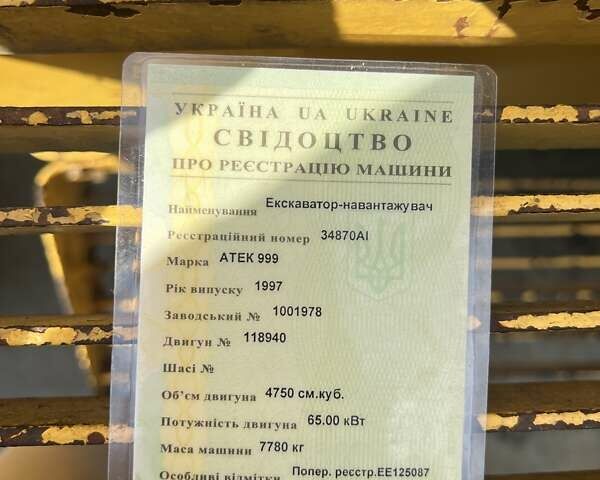 УКРАЇНА UA UKRAINE
СВІДОЦТВО
ПРО РЕЄСТРАЦІЮ МАШИНИ
Найменування Екскаватор-навантажувач
Реєстраційний номер 34870АІ
Марка АТЕК 999
Рік випуску 1997
Заводський № 1001978
Двигун № 118940
Шасі №
Об'єм двигуна 4750 см.куб.
Потужність двигуна 65.00 кВт
Маса машини 7780 кг
Особливі відмітки Попер. реєстр.ЕЕ125087